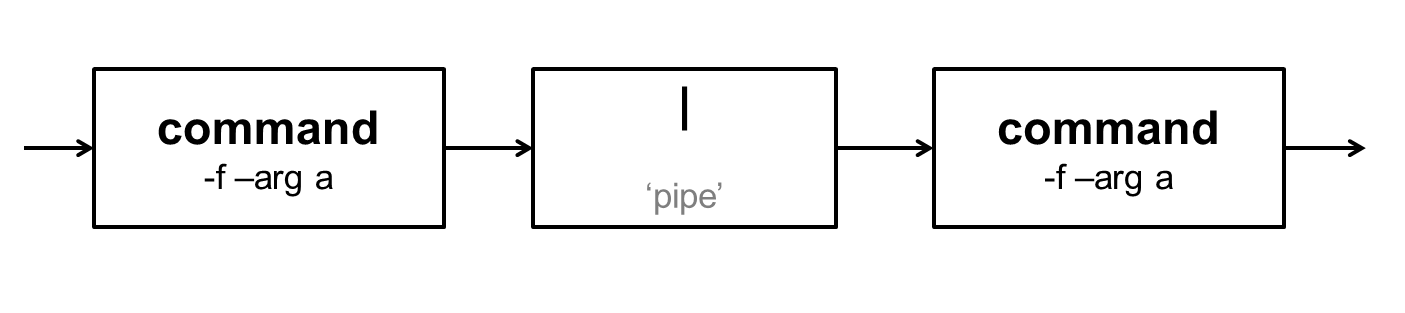 command
-f –arg a
|
‘pipe’
command
-f –arg a